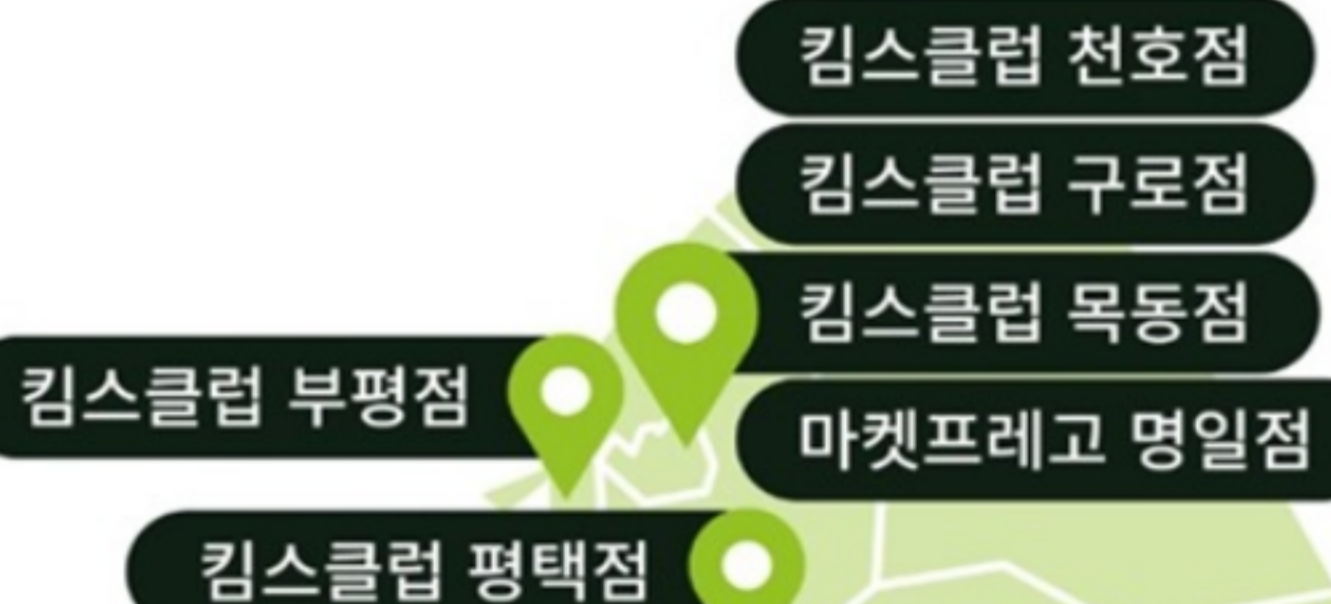 킴스클럽 천호점
킴스클럽 구로점
킴스클럽 목동점
킴스클럽 부평점
마켓프레고 명일점
킴스클럽 평택점